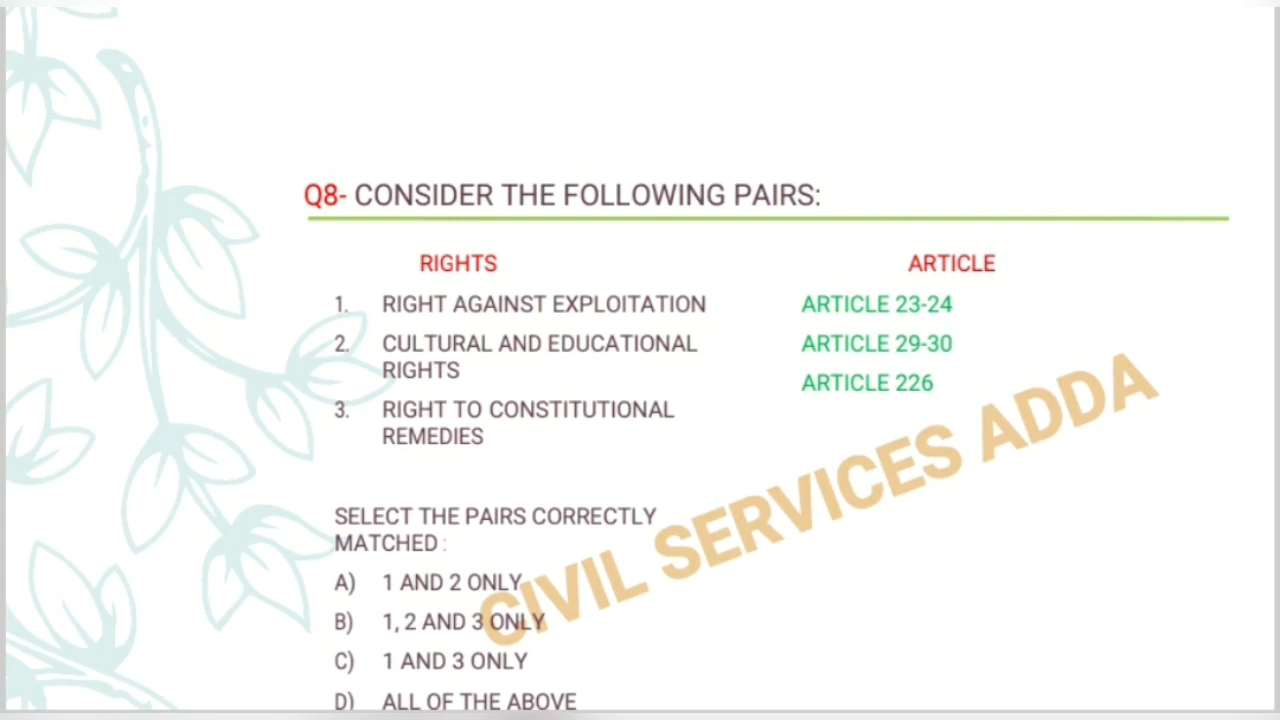 Q8- CONSIDER THE FOLLOWING PAIRS:
RIGHTS ARTICLE
1. RIGHT AGAINST EXPLOITATION ARTICLE 23-24
2. CULTURAL AND EDUCATIONAL ARTICLE 29-30
RIGHTS
ARTICLE 226
3. RIGHT TO CONSTITUTIONAL
REMEDIES
SELECT THE PAIRS CORRECTLY
MATCHED :
A) 1 AND 2 ONLY
B) 1, 2 AND 3 ONLY
C) 1 AND 3 ONLY
D) ALL OF THE ABOVE
CIVIL SERVICES ADDA